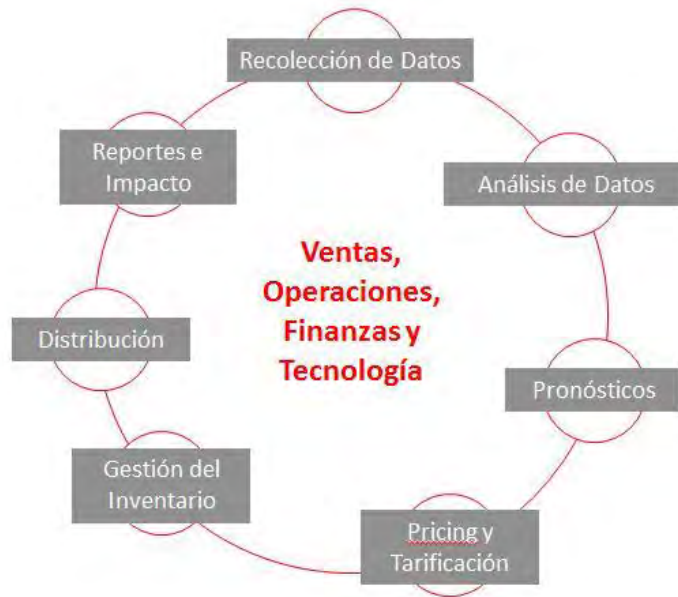 Recolección de Datos
Análisis de Datos
Pronósticos
Pricing y
Tarificación
Gestión del
Inventario
Distribución
Reportes e
Impacto
Ventas,
Operaciones,
Finanzas y
Tecnología